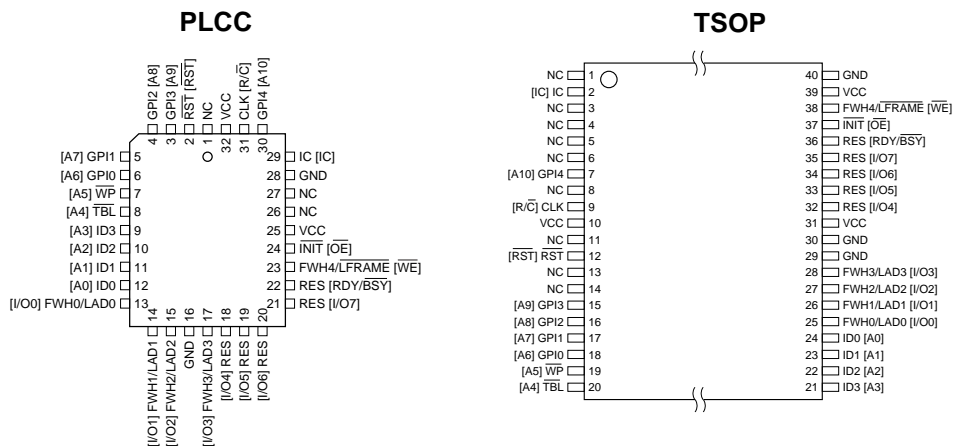 PLCC
TSOP
GPI2 [A8]
GPI3 [A9]
RST [RST]
NC
VCC
CLK [R/C]
GPI4 [A10]
4
3
2
1
32
31
30
[A7] GPI1 5
[A6] GPI0 6
[A5] WP 7
[A4] TBL 8
[A3] ID3 9
[A2] ID2 10
[A1] ID1 11
[A0] ID0 12
[I/O0] FWH0/LAD0 13
29 IC [IC]
28 GND
27 NC
26 NC
25 VCC
24 INIT [OE]
23 FWH4/LFRAME [WE]
22 RES [RDY/BSY]
21 RES [I/O7]
14
15
16
17
18
19
20
[I/O1] FWH1/LAD1
[I/O2] FWH2/LAD2
GND
[I/O3] FWH3/LAD3
[I/O4] RES
[I/O5] RES
[I/O6] RES
NC 1
[IC] IC 2
NC 3
NC 4
NC 5
NC 6
[A10] GPI4 7
NC 8
[R/C] CLK 9
VCC 10
NC 11
[RST] RST 12
NC 13
NC 14
[A9] GPI3 15
[A8] GPI2 16
[A7] GPI1 17
[A6] GPI0 18
[A5] WP 19
[A4] TBL 20
40 GND
39 VCC
38 FWH4/LFRAME [WE]
37 INIT [OE]
36 RES [RDY/BSY]
35 RES [I/O7]
34 RES [I/O6]
33 RES [I/O5]
32 RES [I/O4]
31 VCC
30 GND
29 GND
28 FWH3/LAD3 [I/O3]
27 FWH2/LAD2 [I/O2]
26 FWH1/LAD1 [I/O1]
25 FWH0/LAD0 [I/O0]
24 ID0 [A0]
23 ID1 [A1]
22 ID2 [A2]
21 ID3 [A3]